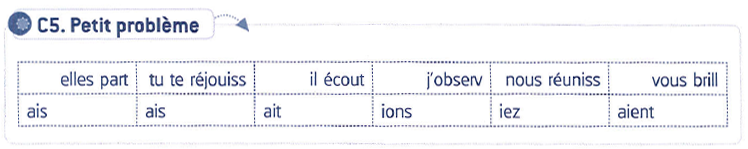 C5. Petit problème
elles part tu te réjouiss il écout j'observ nous réuniss vous brill
ais ais ait ions iez aient